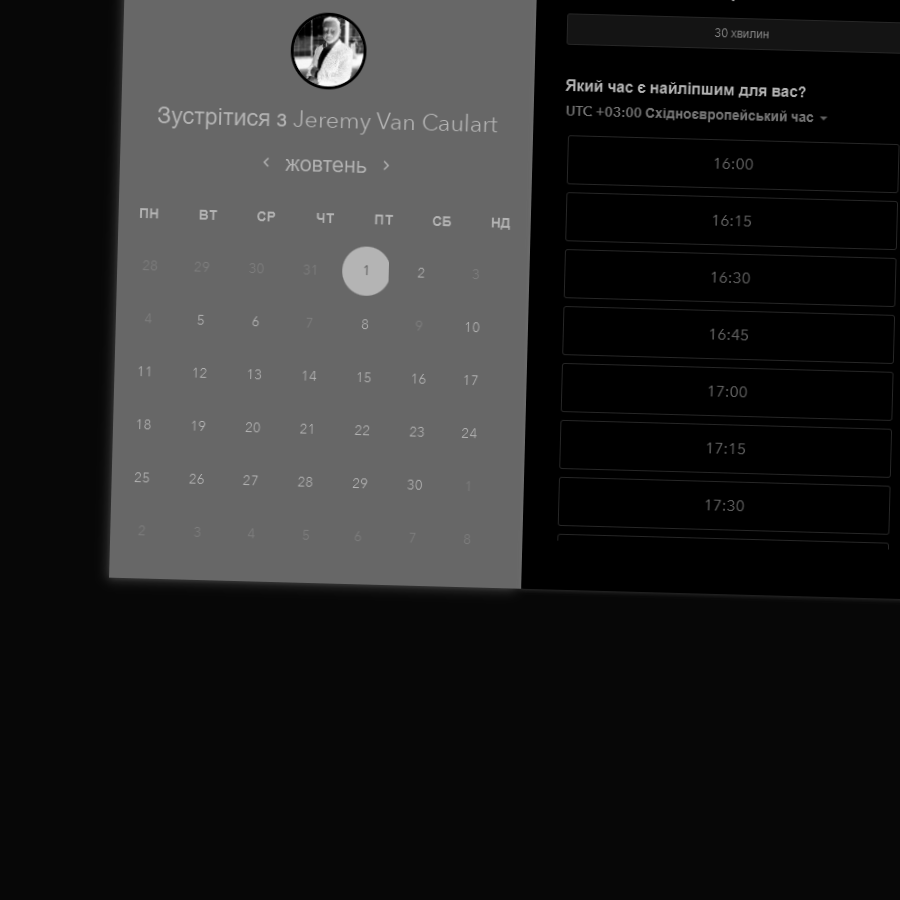 Зустрітися з Jeremy Van Caulart
жовтень
ПН ВТ СР ЧТ ПТ СБ НД
28 29 30 31 1 2 3
4 5 6 7 8 9 10
11 12 13 14 15 16 17
18 19 20 21 22 23 24
25 26 27 28 29 30 1
2 3 4 5 6 7 8
30 хвилин
Який час є найліпшим для вас?
UTC +03:00 Східноєвропейський час
16:00
16:15
16:30
16:45
17:00
17:15
17:30